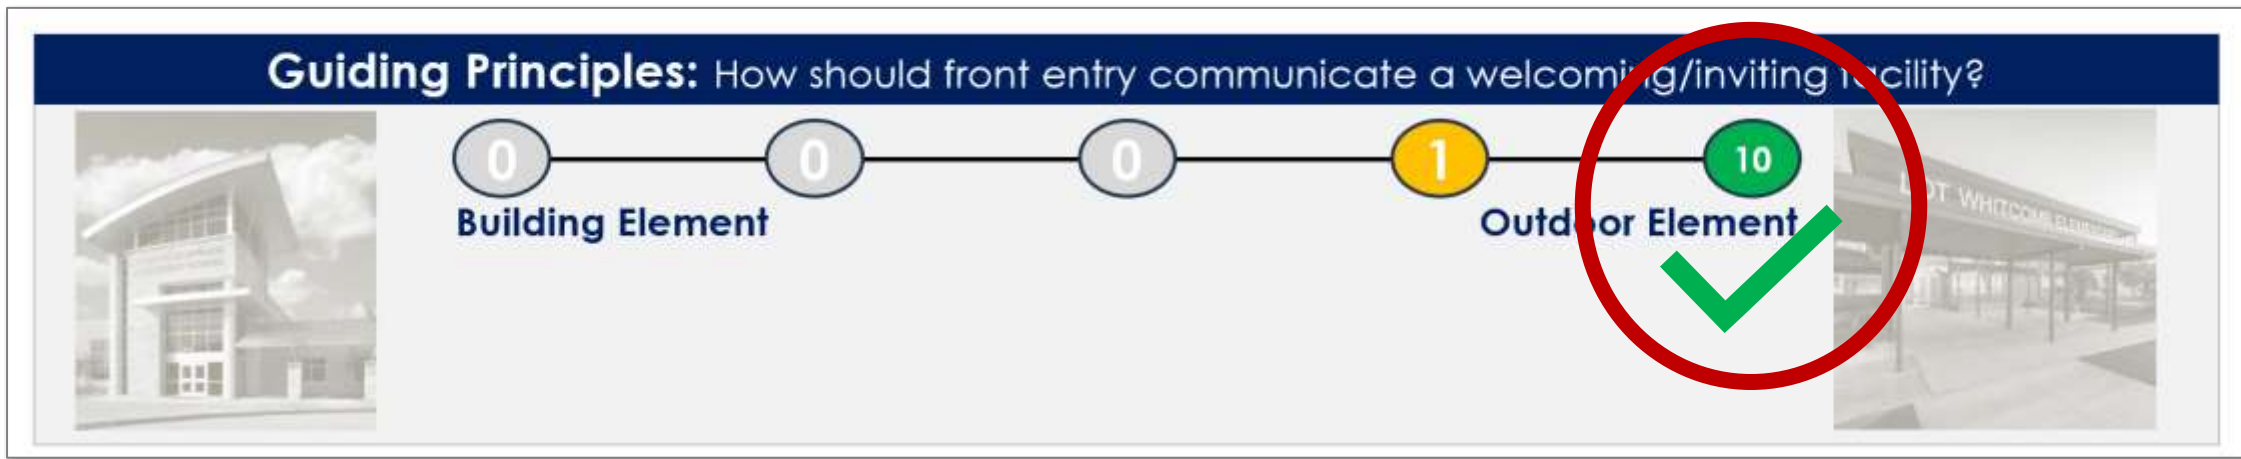 Guiding Principles: How should front entry communicate a welcoming/inviting facility?
0 0 0 1 10
Building Element Outdoor Element
WHITCOMB